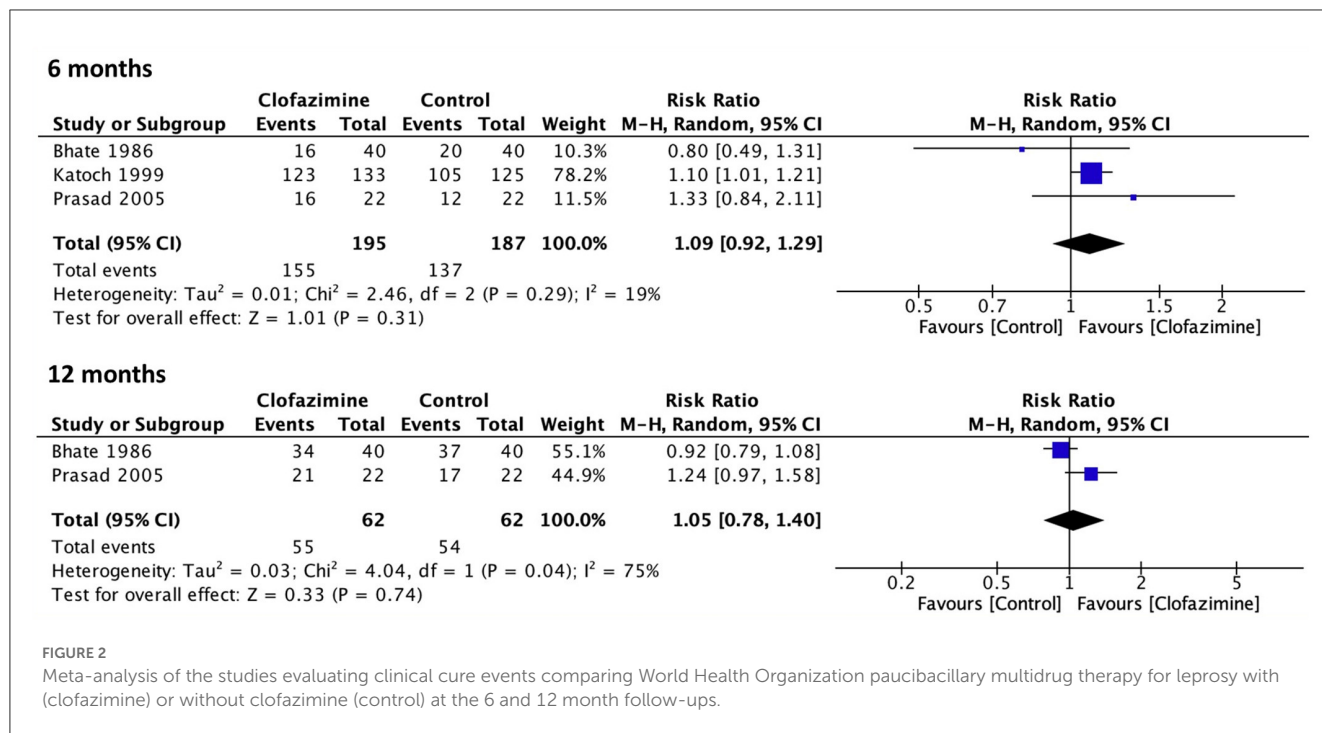 6 months
Clofazimine Control Risk Ratio Risk Ratio
Study or Subgroup Events Total Events Total Weight M-H, Random, 95% CI M-H, Random, 95% CI
Bhate 1986 16 40 20 40 10.3% 0.80 [0.49, 1.31]
Katoch 1999 123 133 105 125 78.2% 1.10 [1.01, 1.21]
Prasad 2005 16 22 12 22 11.5% 1.33 [0.84, 2.11]
Total (95% CI) 195 187 100.0% 1.09 [0.92, 1.29]
Total events 155 137
Heterogeneity: Tau² = 0.01; Chi² = 2.46, df = 2 (P = 0.29); I² = 19%
Test for overall effect: Z = 1.01 (P = 0.31)
0.5 0.7 1 1.5 2
Favours [Control] Favours [Clofazimine]
12 months
Clofazimine Control Risk Ratio Risk Ratio
Study or Subgroup Events Total Events Total Weight M-H, Random, 95% CI M-H, Random, 95% CI
Bhate 1986 34 40 37 40 55.1% 0.92 [0.79, 1.08]
Prasad 2005 21 22 17 22 44.9% 1.24 [0.97, 1.58]
Total (95% CI) 62 62 100.0% 1.05 [0.78, 1.40]
Total events 55 54
Heterogeneity: Tau² = 0.03; Chi² = 4.04, df = 1 (P = 0.04); I² = 75%
Test for overall effect: Z = 0.33 (P = 0.74)
0.2 0.5 1 2 5
Favours [Control] Favours [Clofazimine]
FIGURE 2
Meta-analysis of the studies evaluating clinical cure events comparing World Health Organization paucibacillary multidrug therapy for leprosy with
(clofazimine) or without clofazimine (control) at the 6 and 12 month follow-ups.